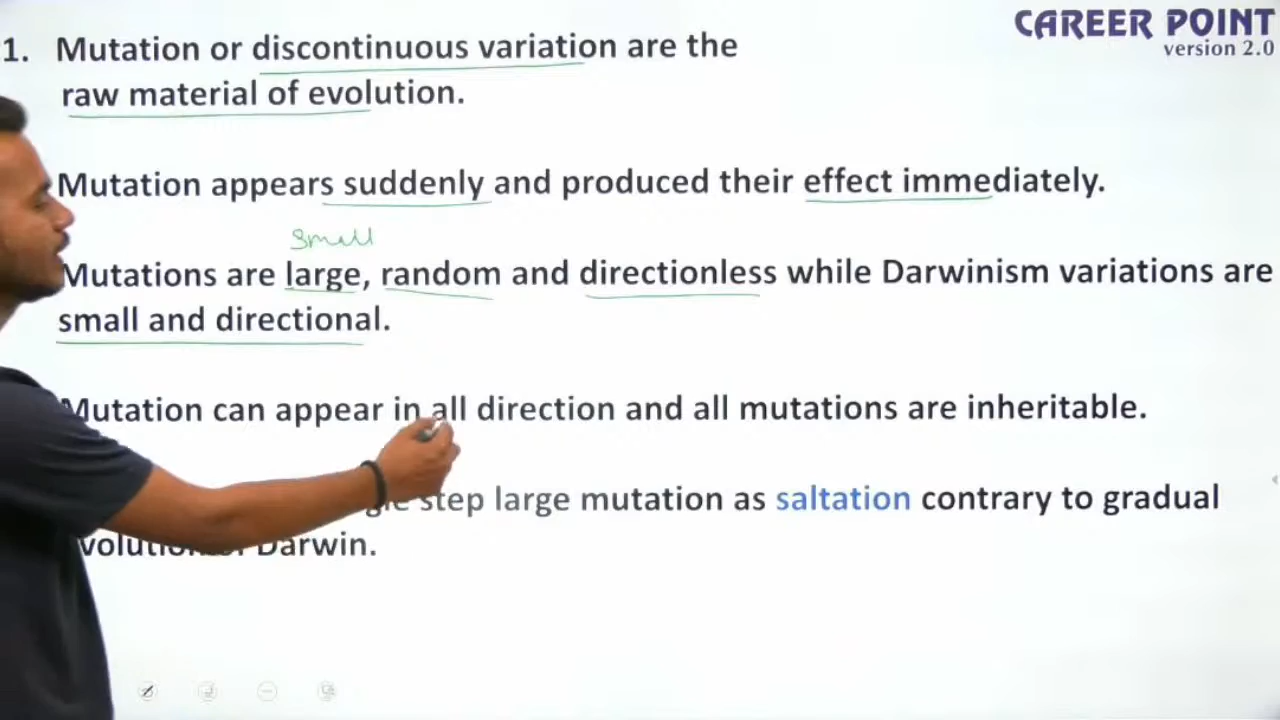 CAREER POINT
version 2.0
1. Mutation or discontinuous variation are the
raw material of evolution.
Mutation appears suddenly and produced their effect immediately.
small
Mutations are large, random and directionless while Darwinism variations are
small and directional.
Mutation can appear in all direction and all mutations are inheritable.
step large mutation as saltation contrary to gradual
Darwin.